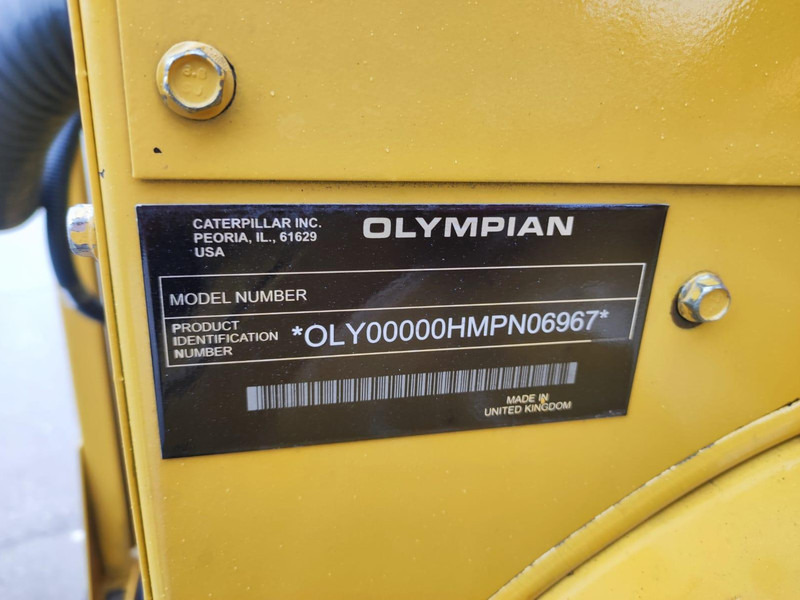 CATERPILLAR INC.
PEORIA, IL., 61629
USA
OLYMPIAN
MODEL NUMBER
PRODUCT
IDENTIFICATION
NUMBER
*OLY00000HMPN06967*
MADE IN
UNITED KINGDOM